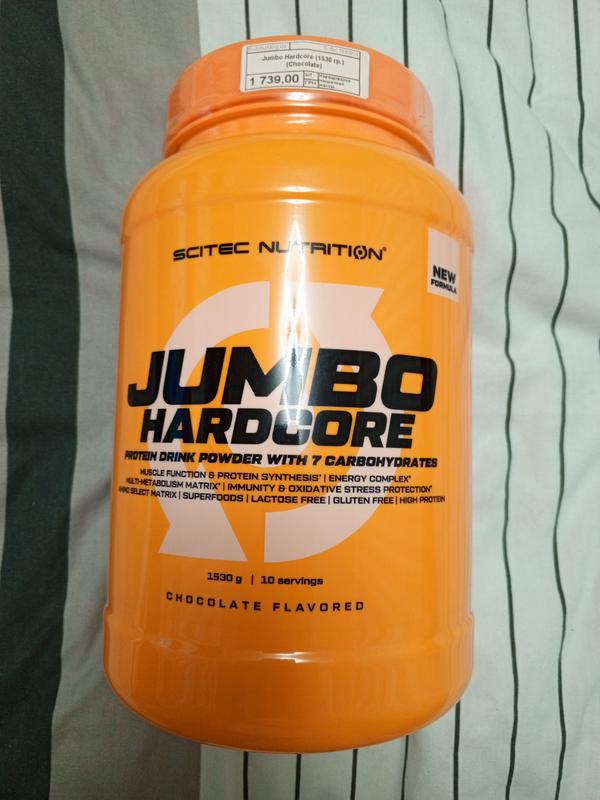 Jumbo Hardcore (1530 гр.)
(Chocolate)
1 739,00
SCITEC NUTRITION®
NEW
FORMULA
JUMBO
HARDCORE
PROTEIN DRINK POWDER WITH 7 CARBOHYDRATES
MUSCLE FUNCTION & PROTEIN SYNTHESIS* | ENERGY COMPLEX*
MULTI-METABOLISM MATRIX* | IMMUNITY & OXIDATIVE STRESS PROTECTION*
AMINO SELECT MATRIX | SUPERFOODS | LACTOSE FREE | GLUTEN FREE | HIGH PROTEIN
1530 g | 10 servings
CHOCOLATE FLAVORED